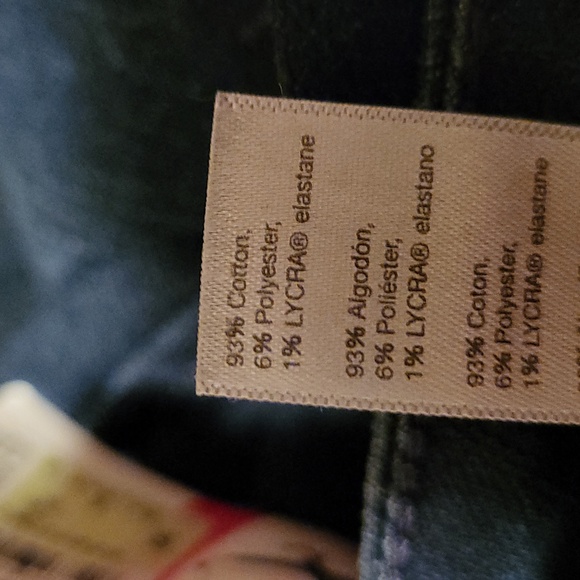 93% Cotton,
6% Polyester,
1% LYCRA® elastane
93% Algodón,
6% Poliéster,
1% LYCRA® elastano
93% Coton,
6% Polyester,
1% LYCRA® elastane